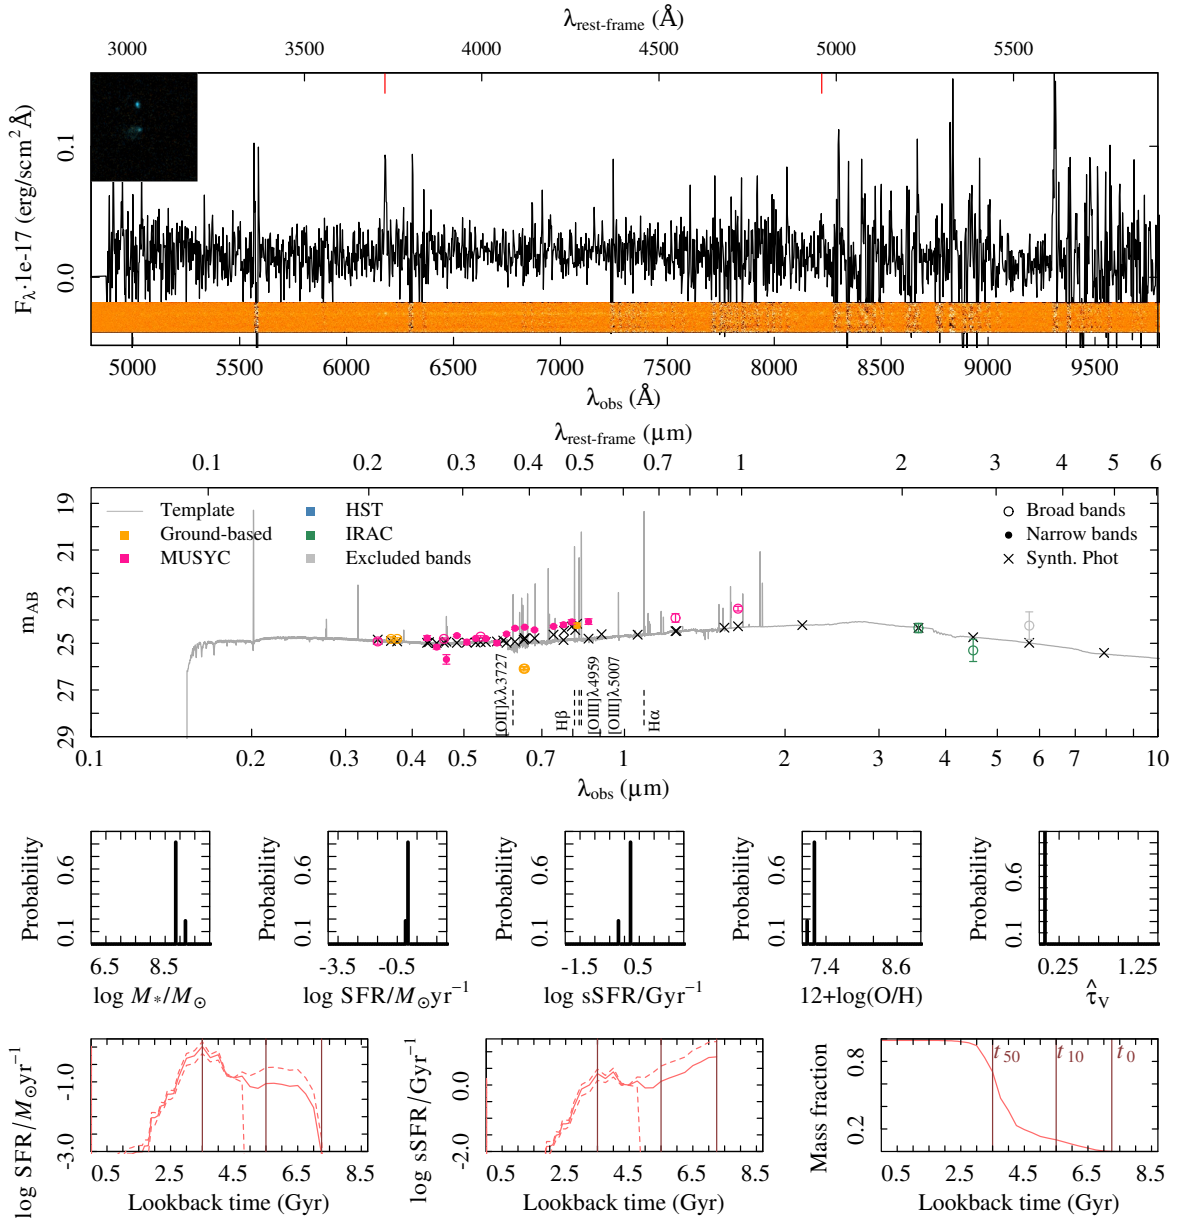 λrest-frame (Å)
3000 3500 4000 4500 5000 5500
Fλ·1e-17 (erg/scm²Å)
0.0 0.1
5000 5500 6000 6500 7000 7500 8000 8500 9000 9500
λobs (Å)
λrest-frame (μm)
0.1 0.2 0.3 0.4 0.5 0.7 1 2 3 4 5 6
mAB
19 21 23 25 27 29
Template
Ground-based
MUSYC
HST
IRAC
Excluded bands
Broad bands
Narrow bands
Synth. Phot
[OII]λλ3727
Hβ
[OIII]λ4959
[OIII]λ5007
Hα
0.1 0.2 0.3 0.4 0.5 0.7 1 2 3 4 5 6 7 8 10
λobs (μm)
Probability
0.1 0.6
6.5 8.5
log M*/M⊙
Probability
0.1 0.6
-3.5 -0.5
log SFR/M⊙yr⁻¹
Probability
0.1 0.6
-1.5 0.5
log sSFR/Gyr⁻¹
Probability
0.1 0.6
7.4 8.6
12+log(O/H)
Probability
0.1 0.6
0.25 1.25
τ̂V
log SFR/M⊙yr⁻¹
-3.0 -1.0
0.5 2.5 4.5 6.5 8.5
Lookback time (Gyr)
log sSFR/Gyr⁻¹
-2.0 0.0
0.5 2.5 4.5 6.5 8.5
Lookback time (Gyr)
Mass fraction
0.2 0.8
t50 t10 t0
0.5 2.5 4.5 6.5 8.5
Lookback time (Gyr)